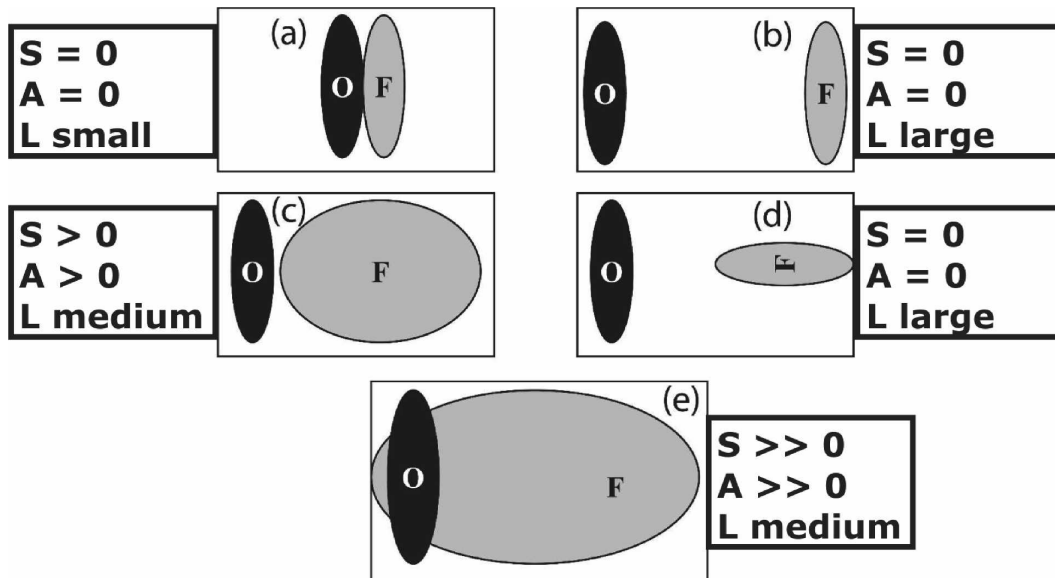 S = 0
A = 0
L small
(a)
O
F
(b)
O
F
S = 0
A = 0
L large
S > 0
A > 0
L medium
(c)
O
F
(d)
O
F
S = 0
A = 0
L large
(e)
O
F
S >> 0
A >> 0
L medium